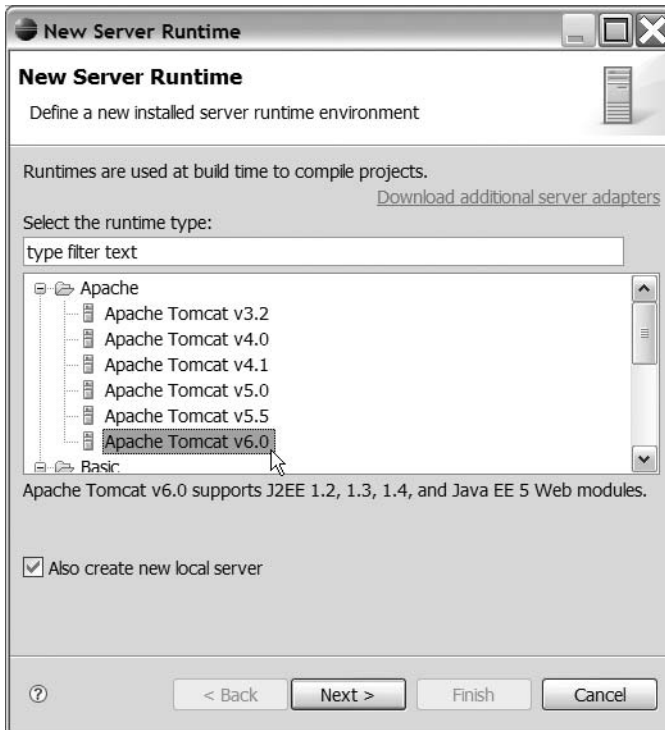 New Server Runtime
New Server Runtime
Define a new installed server runtime environment
Runtimes are used at build time to compile projects.
Download additional server adapters
Select the runtime type:
type filter text
Apache
Apache Tomcat v3.2
Apache Tomcat v4.0
Apache Tomcat v4.1
Apache Tomcat v5.0
Apache Tomcat v5.5
Apache Tomcat v6.0
Basic
Apache Tomcat v6.0 supports J2EE 1.2, 1.3, 1.4, and Java EE 5 Web modules.
Also create new local server
? < Back Next > Finish Cancel